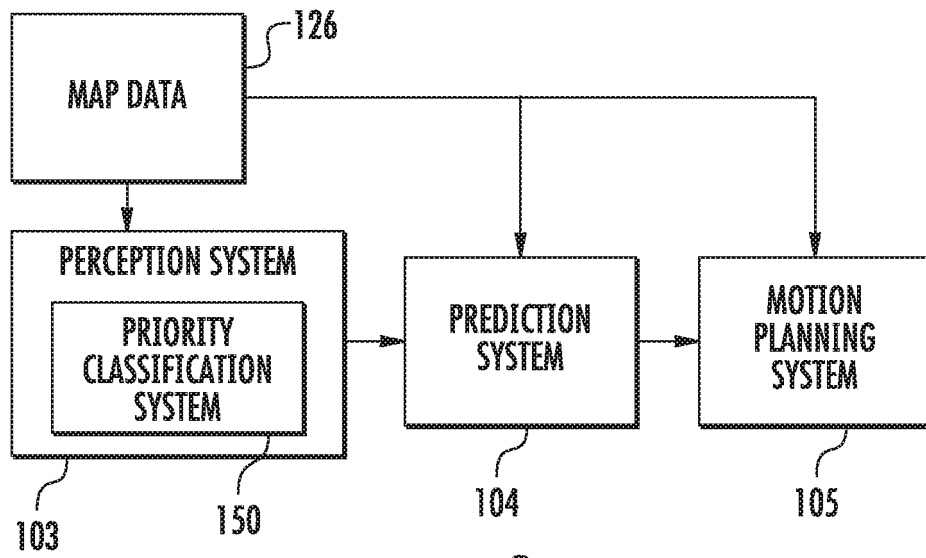 126
MAP DATA
PERCEPTION SYSTEM
PRIORITY
CLASSIFICATION
SYSTEM
PREDICTION
SYSTEM
MOTION
PLANNING
SYSTEM
103
150
104
105